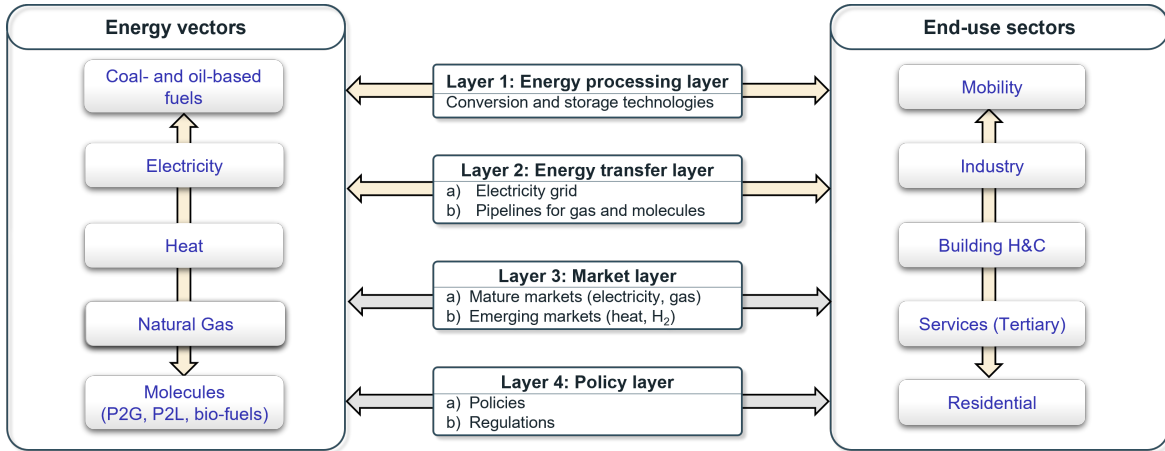 Energy vectors
Coal- and oil-based
fuels
Electricity
Heat
Natural Gas
Molecules
(P2G, P2L, bio-fuels)
Layer 1: Energy processing layer
Conversion and storage technologies
Layer 2: Energy transfer layer
a) Electricity grid
b) Pipelines for gas and molecules
Layer 3: Market layer
a) Mature markets (electricity, gas)
b) Emerging markets (heat, H₂)
Layer 4: Policy layer
a) Policies
b) Regulations
End-use sectors
Mobility
Industry
Building H&C
Services (Tertiary)
Residential